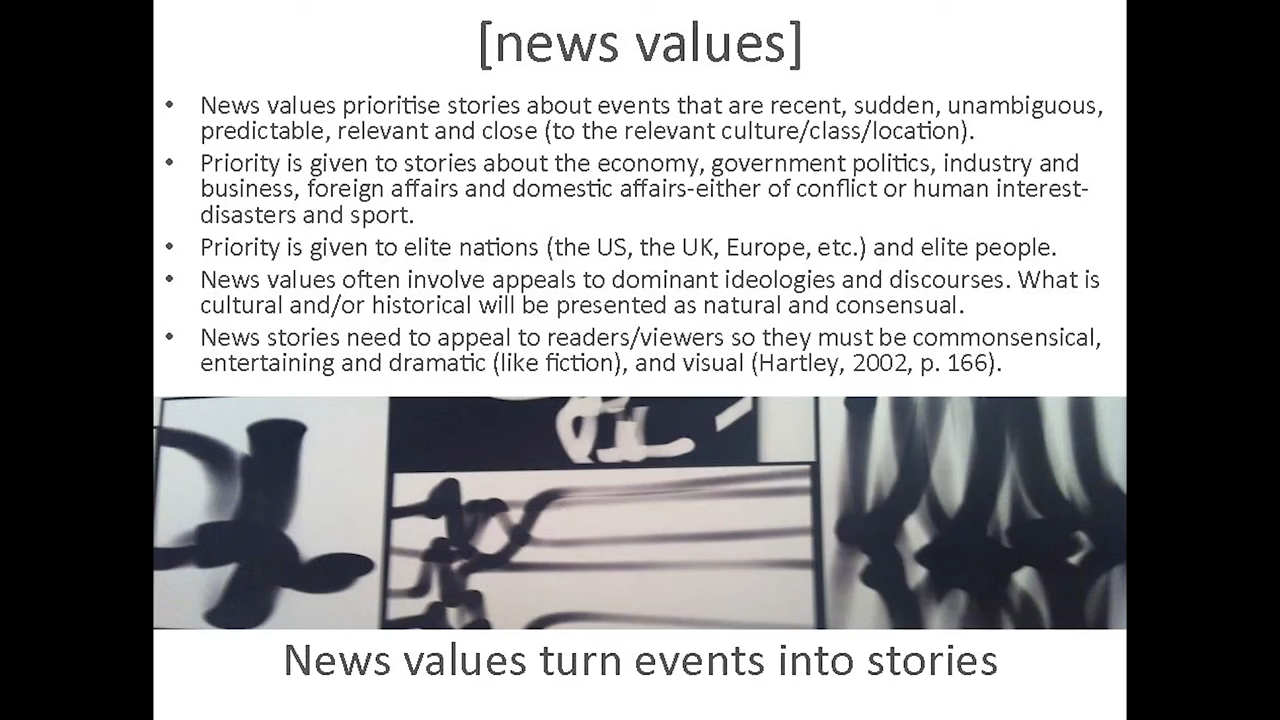 [news values]
• News values prioritise stories about events that are recent, sudden, unambiguous,
predictable, relevant and close (to the relevant culture/class/location).
• Priority is given to stories about the economy, government politics, industry and
business, foreign affairs and domestic affairs-either of conflict or human interest-
disasters and sport.
• Priority is given to elite nations (the US, the UK, Europe, etc.) and elite people.
• News values often involve appeals to dominant ideologies and discourses. What is
cultural and/or historical will be presented as natural and consensual.
• News stories need to appeal to readers/viewers so they must be commonsensical,
entertaining and dramatic (like fiction), and visual (Hartley, 2002, p. 166).
News values turn events into stories